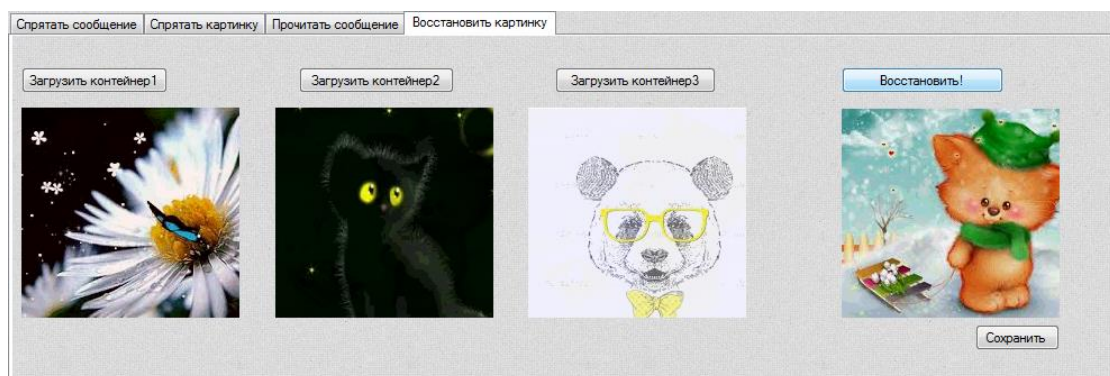 Спрятать сообщение Спрятать картинку Прочитать сообщение Восстановить картинку
Загрузить контейнер1 Загрузить контейнер2 Загрузить контейнер3 Восстановить!
Сохранить